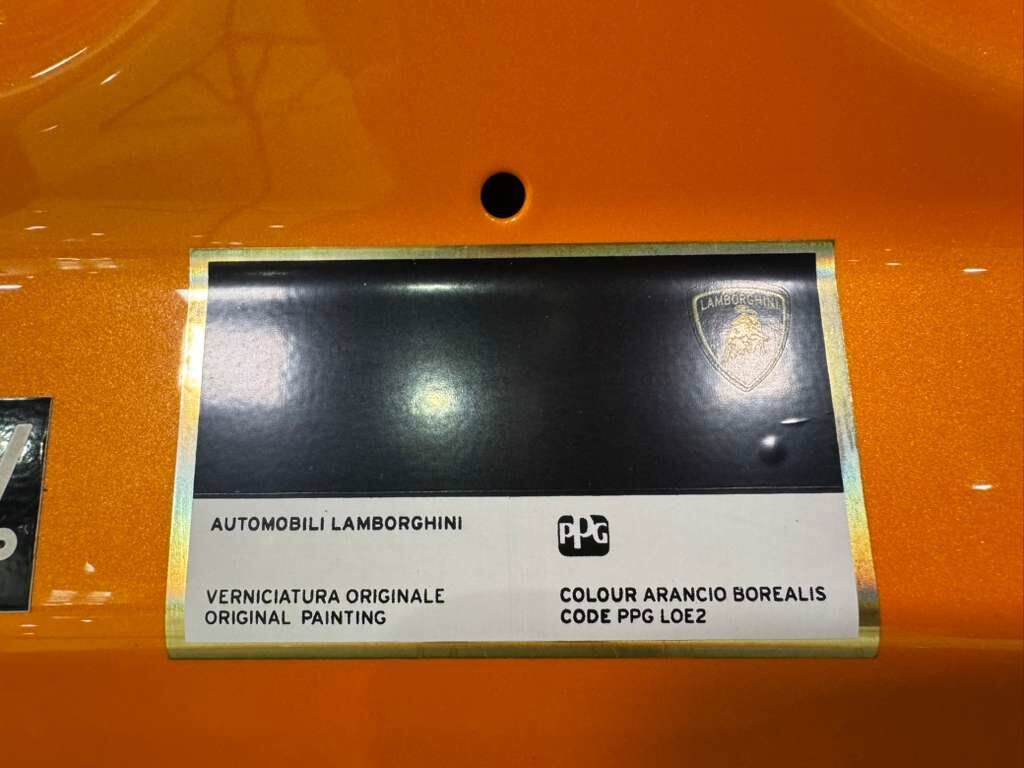 LAMBORGHINI
AUTOMOBILI LAMBORGHINI
PPG
VERNICIATURA ORIGINALE
ORIGINAL PAINTING
COLOUR ARANCIO BOREALIS
CODE PPG LOE2